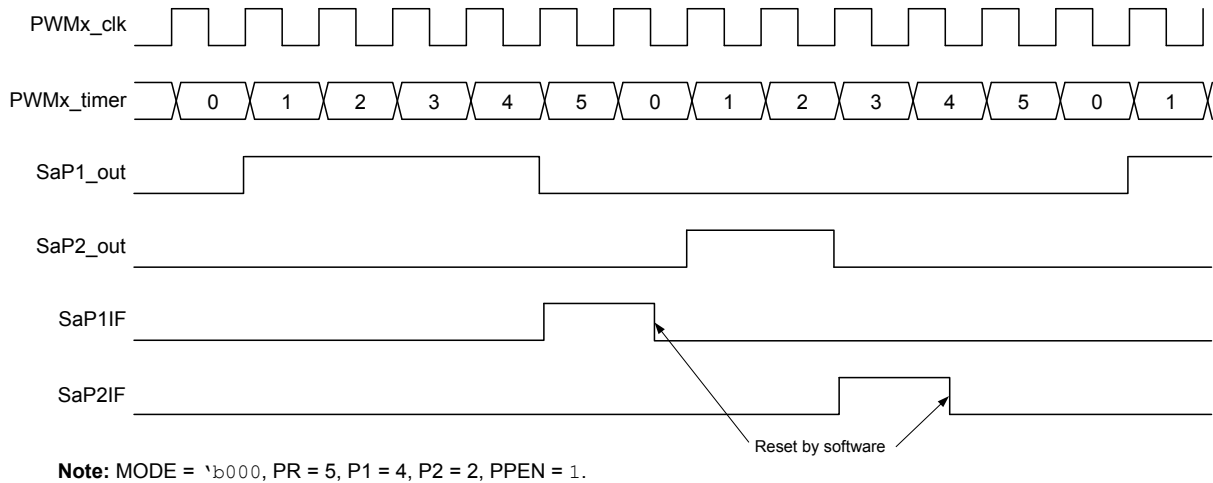 PWMx_clk
PWMx_timer 0 1 2 3 4 5 0 1 2 3 4 5 0 1
SaP1_out
SaP2_out
SaP1IF
SaP2IF
Reset by software
Note: MODE = ‘b000, PR = 5, P1 = 4, P2 = 2, PPEN = 1.